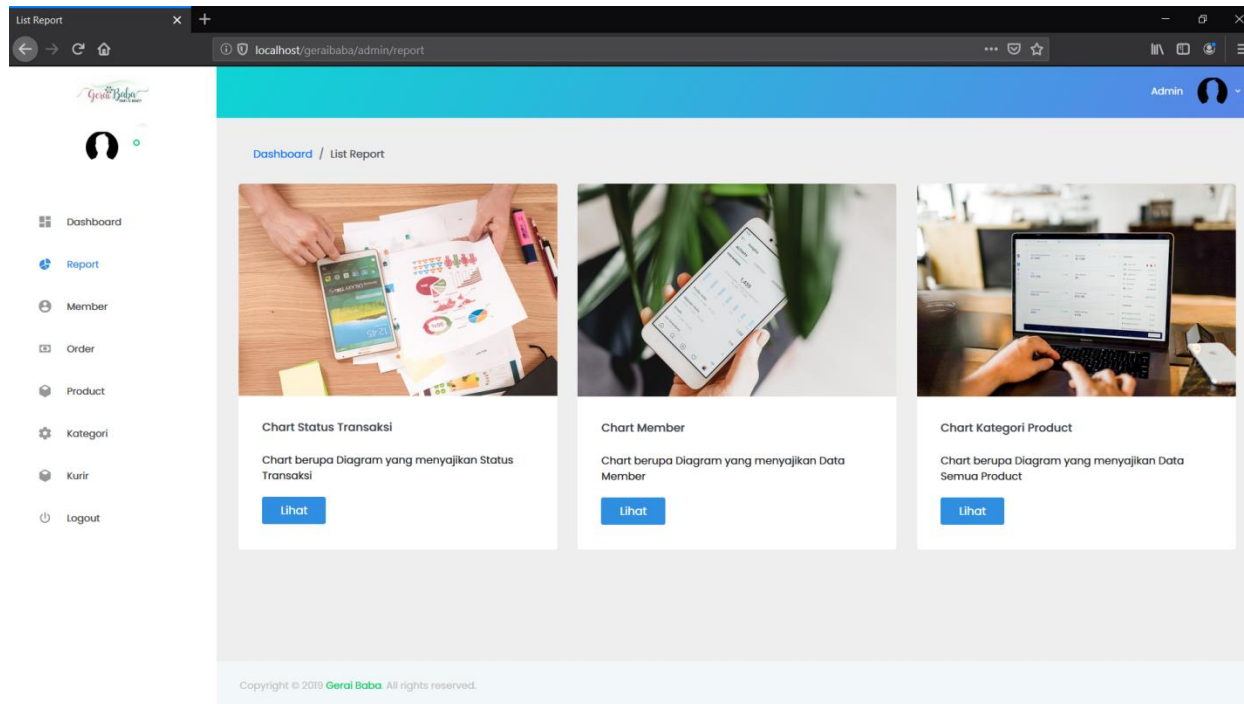 List Report
localhost/geraibaba/admin/report
Gerai Baba
Admin
Dashboard / List Report
Dashboard
Report
Member
Order
Product
Kategori
Kurir
Logout
Chart Status Transaksi
Chart berupa Diagram yang menyajikan Status
Transaksi
Lihat
Chart Member
Chart berupa Diagram yang menyajikan Data
Member
Lihat
Chart Kategori Product
Chart berupa Diagram yang menyajikan Data
Semua Product
Lihat
Copyright © 2019 Gerai Baba. All rights reserved.